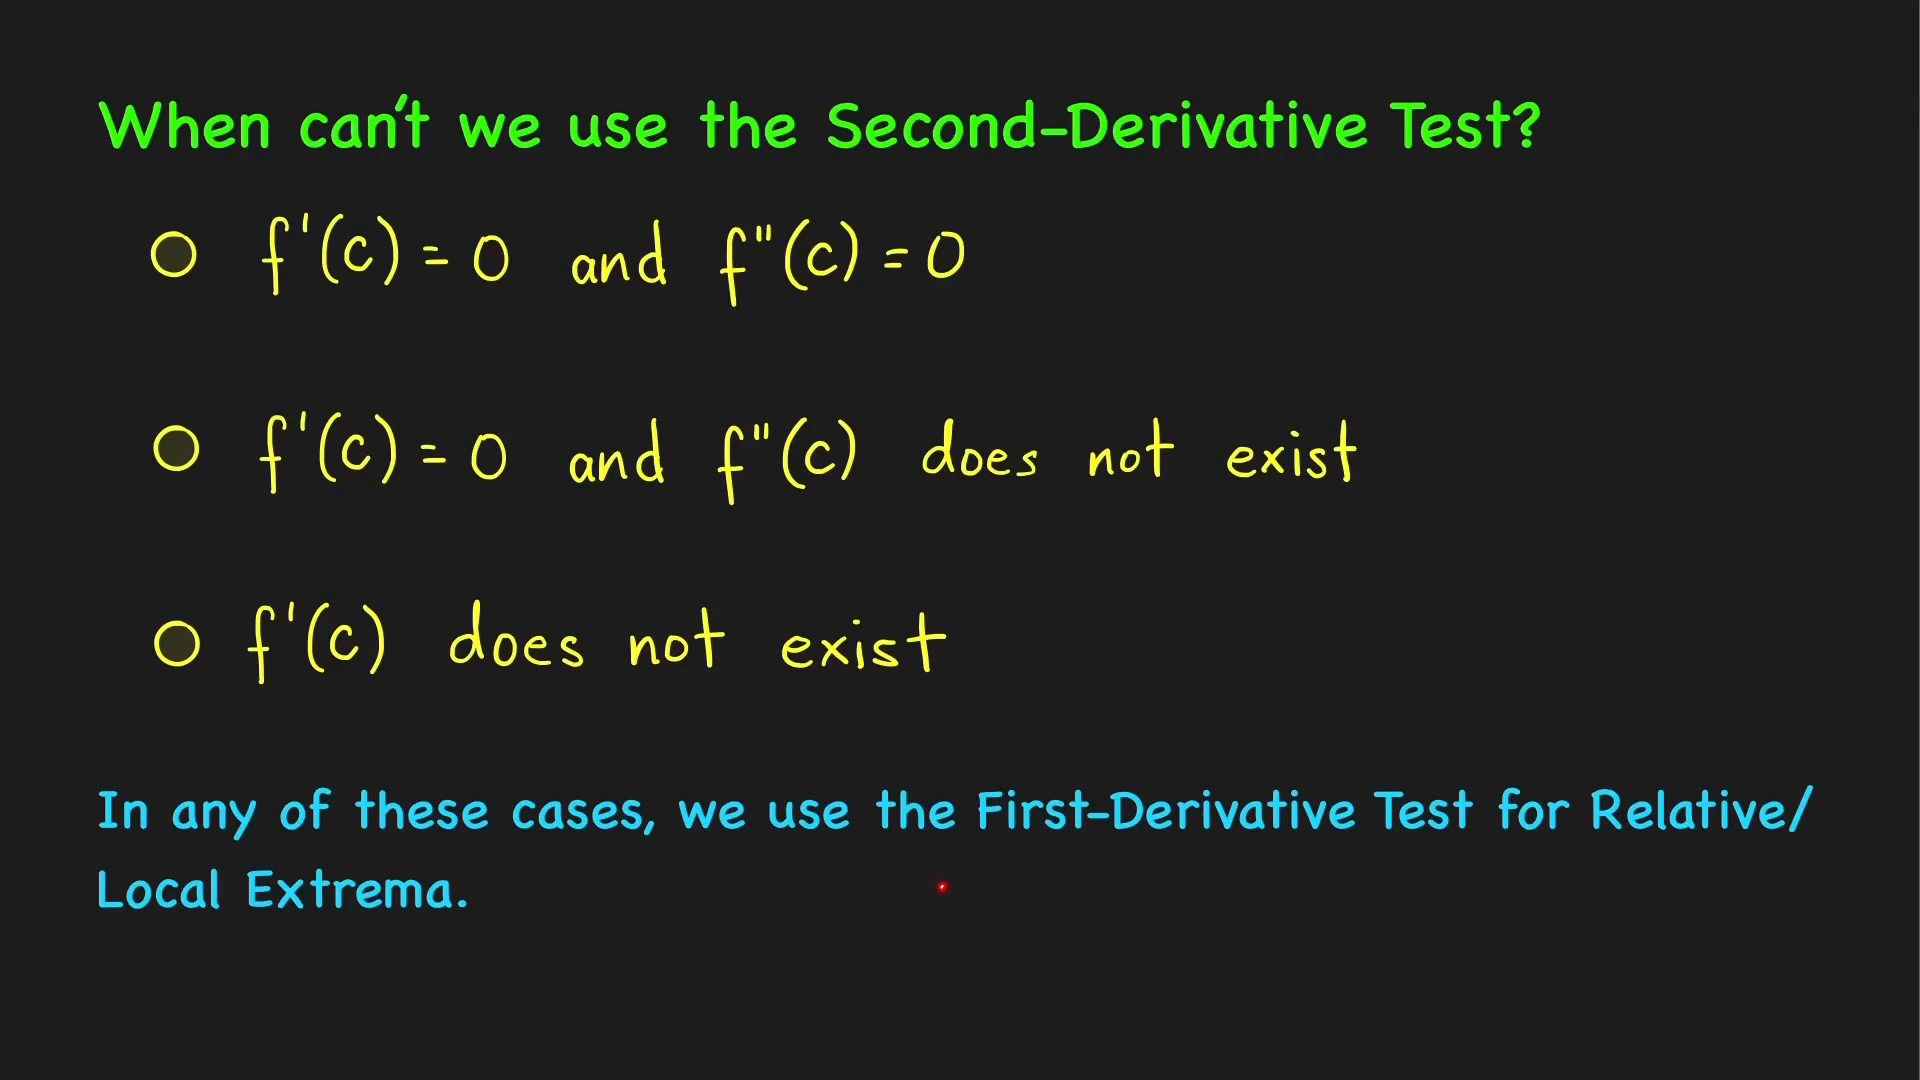 When can't we use the Second-Derivative Test?
f'(c) = 0 and f"(c) = 0
f'(c) = 0 and f"(c) does not exist
f'(c) does not exist
In any of these cases, we use the First-Derivative Test for Relative/
Local Extrema.